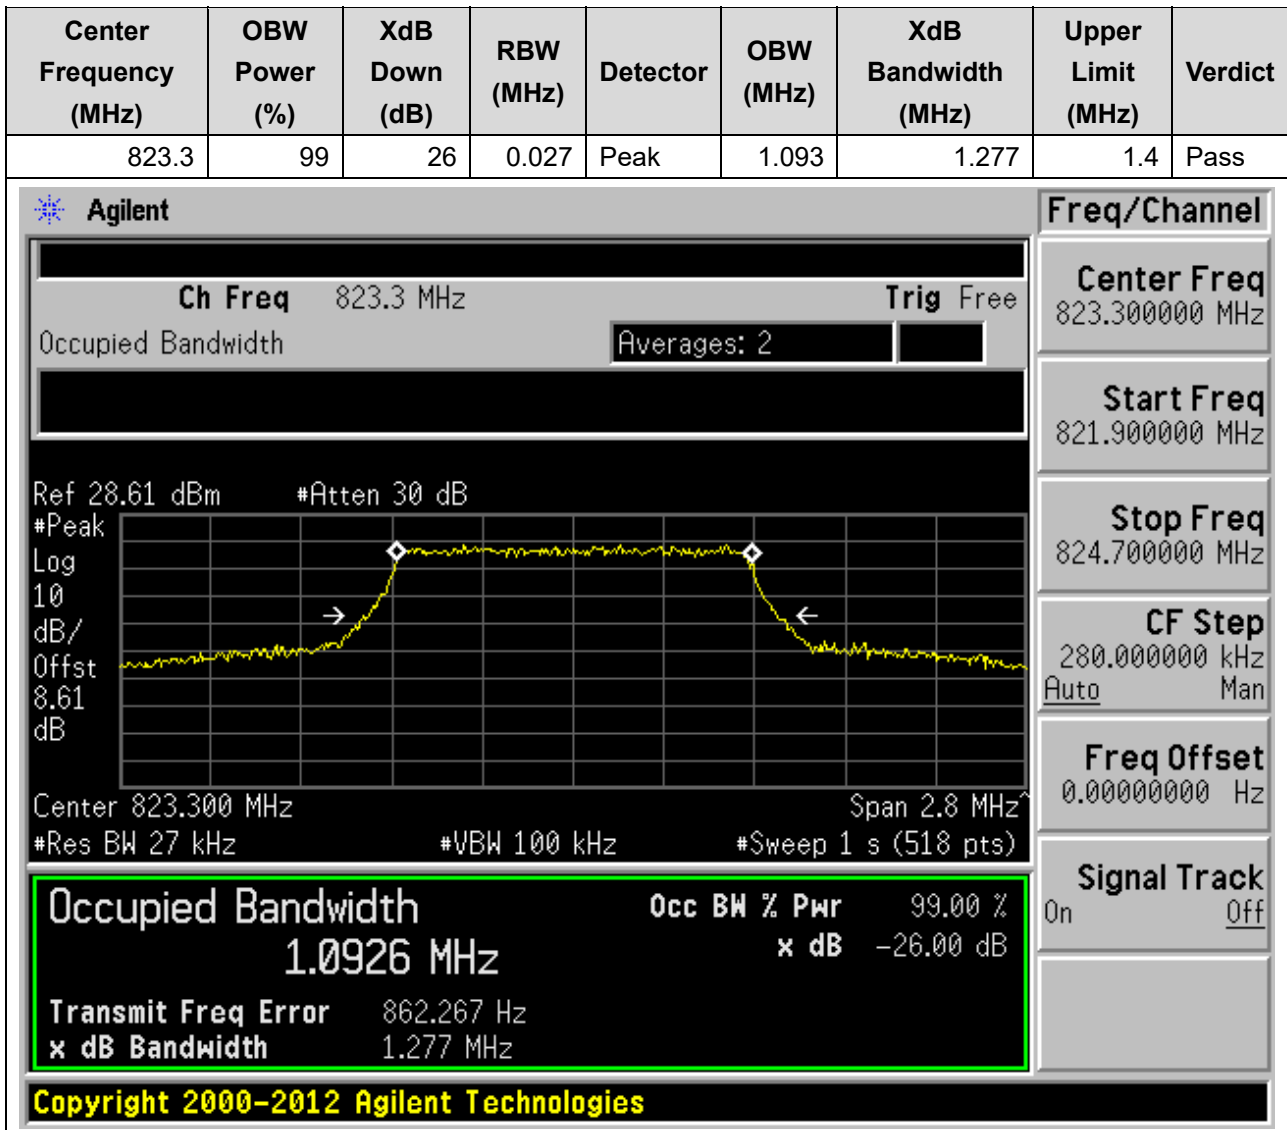 Center Frequency (MHz) OBW Power (%) XdB Down (dB) RBW (MHz) Detector OBW (MHz) XdB Bandwidth (MHz) Upper Limit (MHz) Verdict
823.3 99 26 0.027 Peak 1.093 1.277 1.4 Pass
Agilent
Freq/Channel
Ch Freq 823.3 MHz Trig Free
Occupied Bandwidth Averages: 2
Center Freq
823.300000 MHz
Start Freq
821.900000 MHz
Stop Freq
824.700000 MHz
CF Step
280.000000 kHz
Auto Man
Freq Offset
0.00000000 Hz
Signal Track
On Off
Ref 28.61 dBm #Atten 30 dB
#Peak
Log
10
dB/
Offst
8.61
dB
Center 823.300 MHz Span 2.8 MHz^
#Res BW 27 kHz #VBW 100 kHz #Sweep 1 s (518 pts)
Occupied Bandwidth Occ BW % Pwr 99.00 %
1.0926 MHz x dB -26.00 dB
Transmit Freq Error 862.267 Hz
x dB Bandwidth 1.277 MHz
Copyright 2000-2012 Agilent Technologies